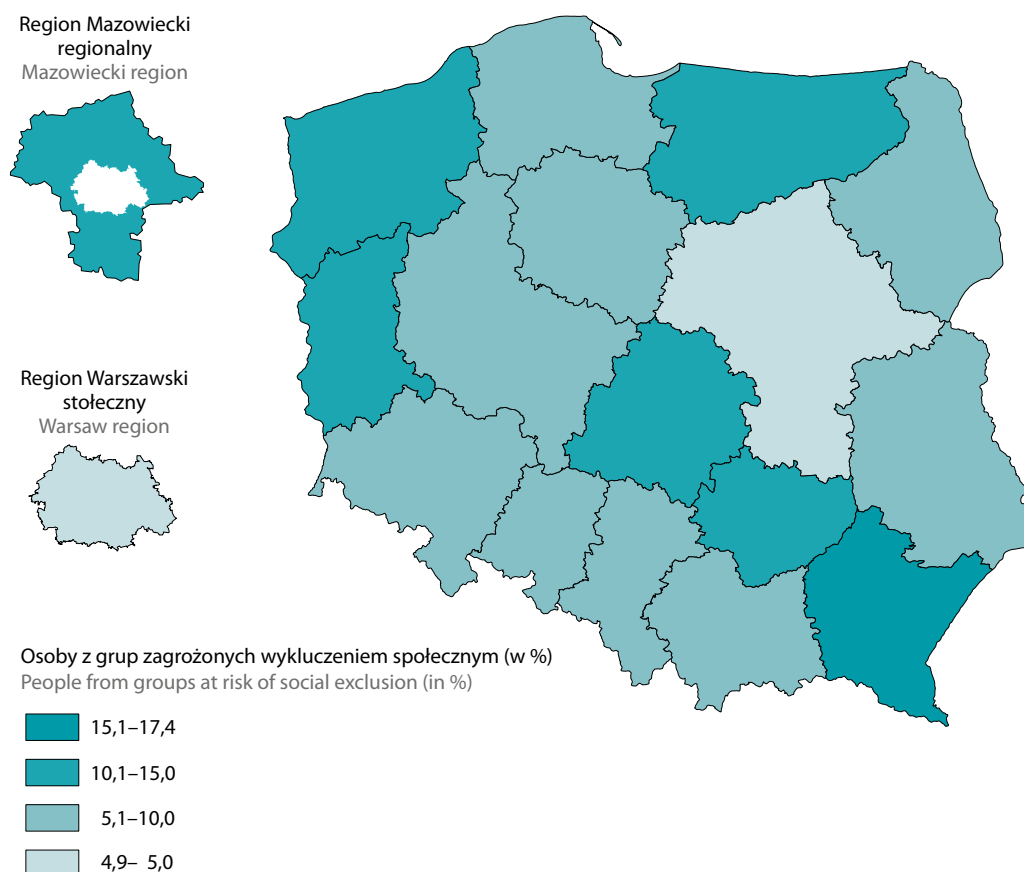 Region Mazowiecki
regionalny
Mazowiecki region
Region Warszawski
stołeczny
Warsaw region
Osoby z grup zagrożonych wykluczeniem społecznym (w %)
People from groups at risk of social exclusion (in %)
15,1–17,4
10,1–15,0
5,1–10,0
4,9– 5,0